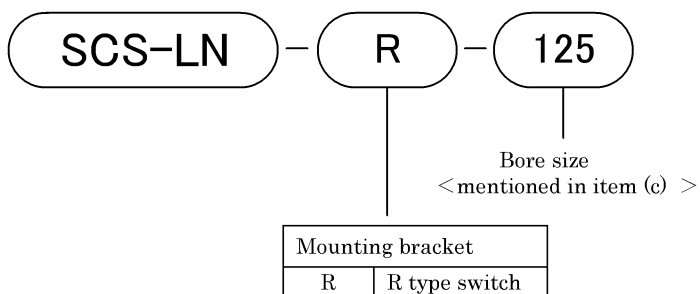 SCS-LN - R - 125
Bore size
<mentioned in item (c) >
Mounting bracket
R R type switch